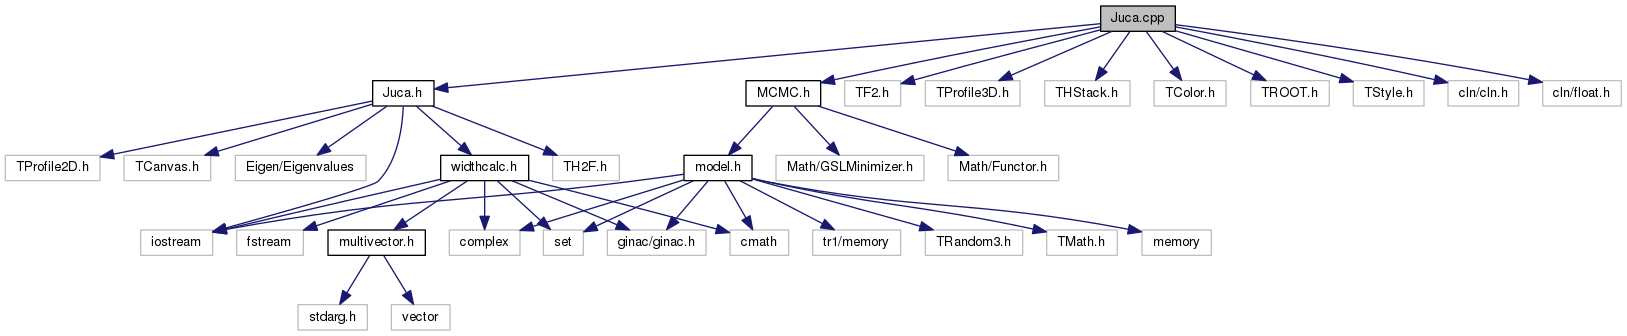 Juca.cpp
Juca.h
MCMC.h
TF2.h
TProfile3D.h
THStack.h
TColor.h
TROOT.h
TStyle.h
cln/cln.h
cln/float.h
TProfile2D.h
TCanvas.h
Eigen/Eigenvalues
widthcalc.h
TH2F.h
model.h
Math/GSLMinimizer.h
Math/Functor.h
iostream
fstream
multivector.h
complex
set
ginac/ginac.h
cmath
tr1/memory
TRandom3.h
TMath.h
memory
stdarg.h
vector